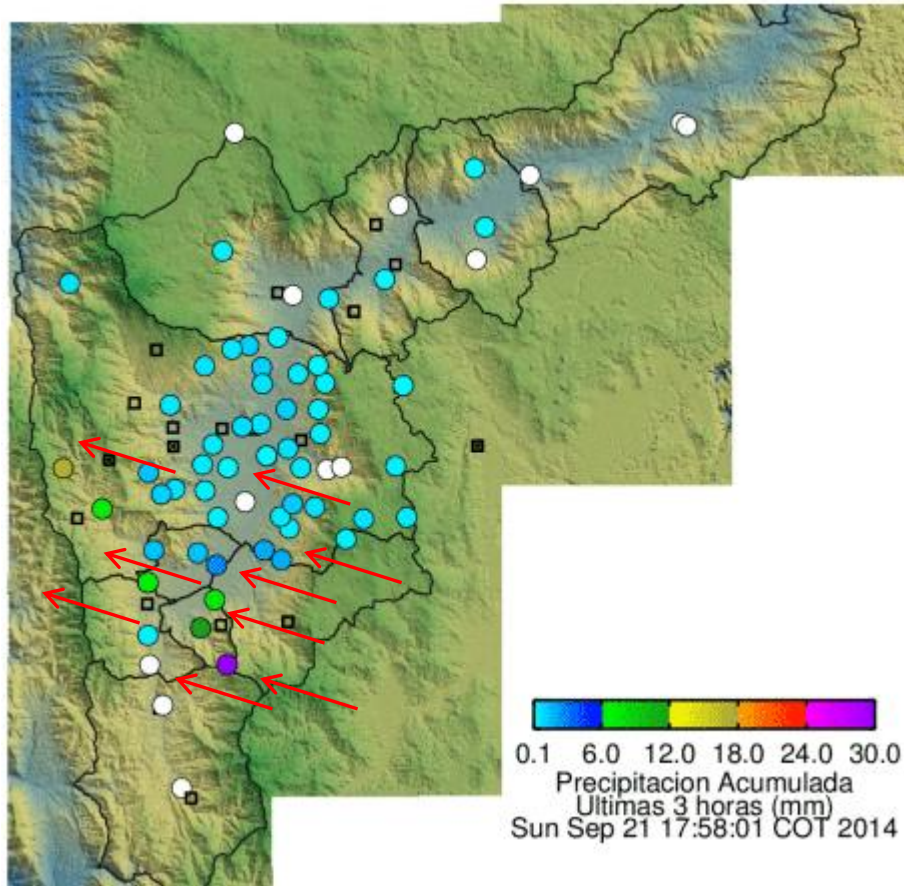 0.1 6.0 12.0 18.0 24.0 30.0
Precipitacion Acumulada
Ultimas 3 horas (mm)
Sun Sep 21 17:58:01 COT 2014